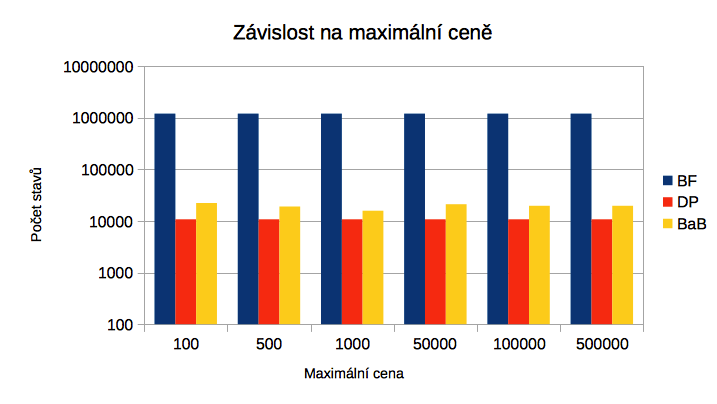 Závislost na maximální ceně
10000000
1000000
100000
10000
1000
100
Počet stavů
100 500 1000 50000 100000 500000
Maximální cena
BF
DP
BaB